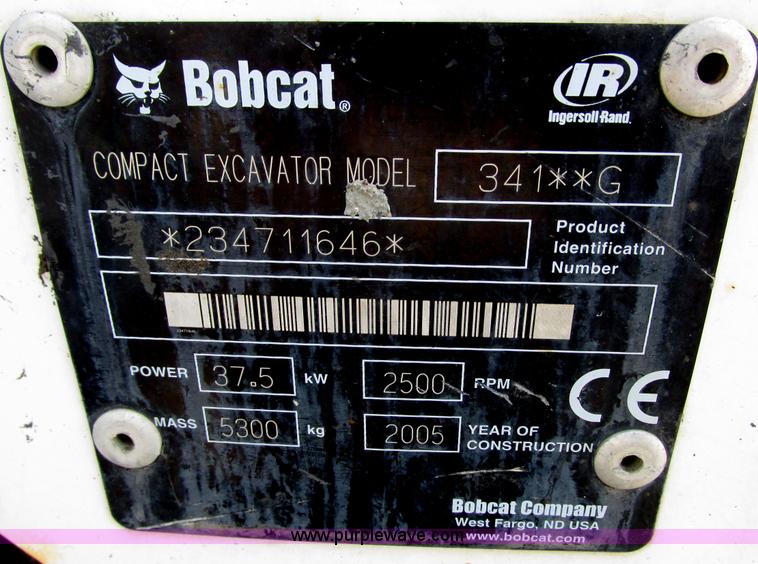 Bobcat®
IR
Ingersoll-Rand.
COMPACT EXCAVATOR MODEL 341**G
*234711646*
Product
Identification
Number
POWER 37.5 kW 2500 RPM
MASS 5300 kg 2005 YEAR OF
CONSTRUCTION
CE
Bobcat Company
West Fargo, ND USA
www.bobcat.com
www.purplewave.com